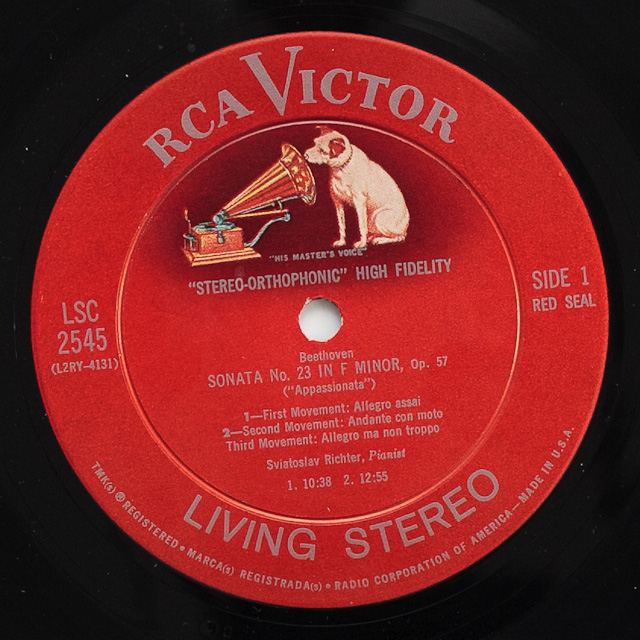 RCA VICTOR
"HIS MASTER'S VOICE"
"STEREO-ORTHOPHONIC" HIGH FIDELITY
LSC
2545
(L2RY-4131)
SIDE 1
RED SEAL
Beethoven
SONATA No. 23 IN F MINOR, Op. 57
("Appassionata")
1—First Movement: Allegro assai
2—Second Movement: Andante con moto
Third Movement: Allegro ma non troppo
Sviatoslav Richter, Pianist
1. 10:38 2. 12:55
LIVING STEREO
TMK(s) ® REGISTERED • MARCA(s) REGISTRADA(s) • RADIO CORPORATION OF AMERICA—MADE IN U.S.A.